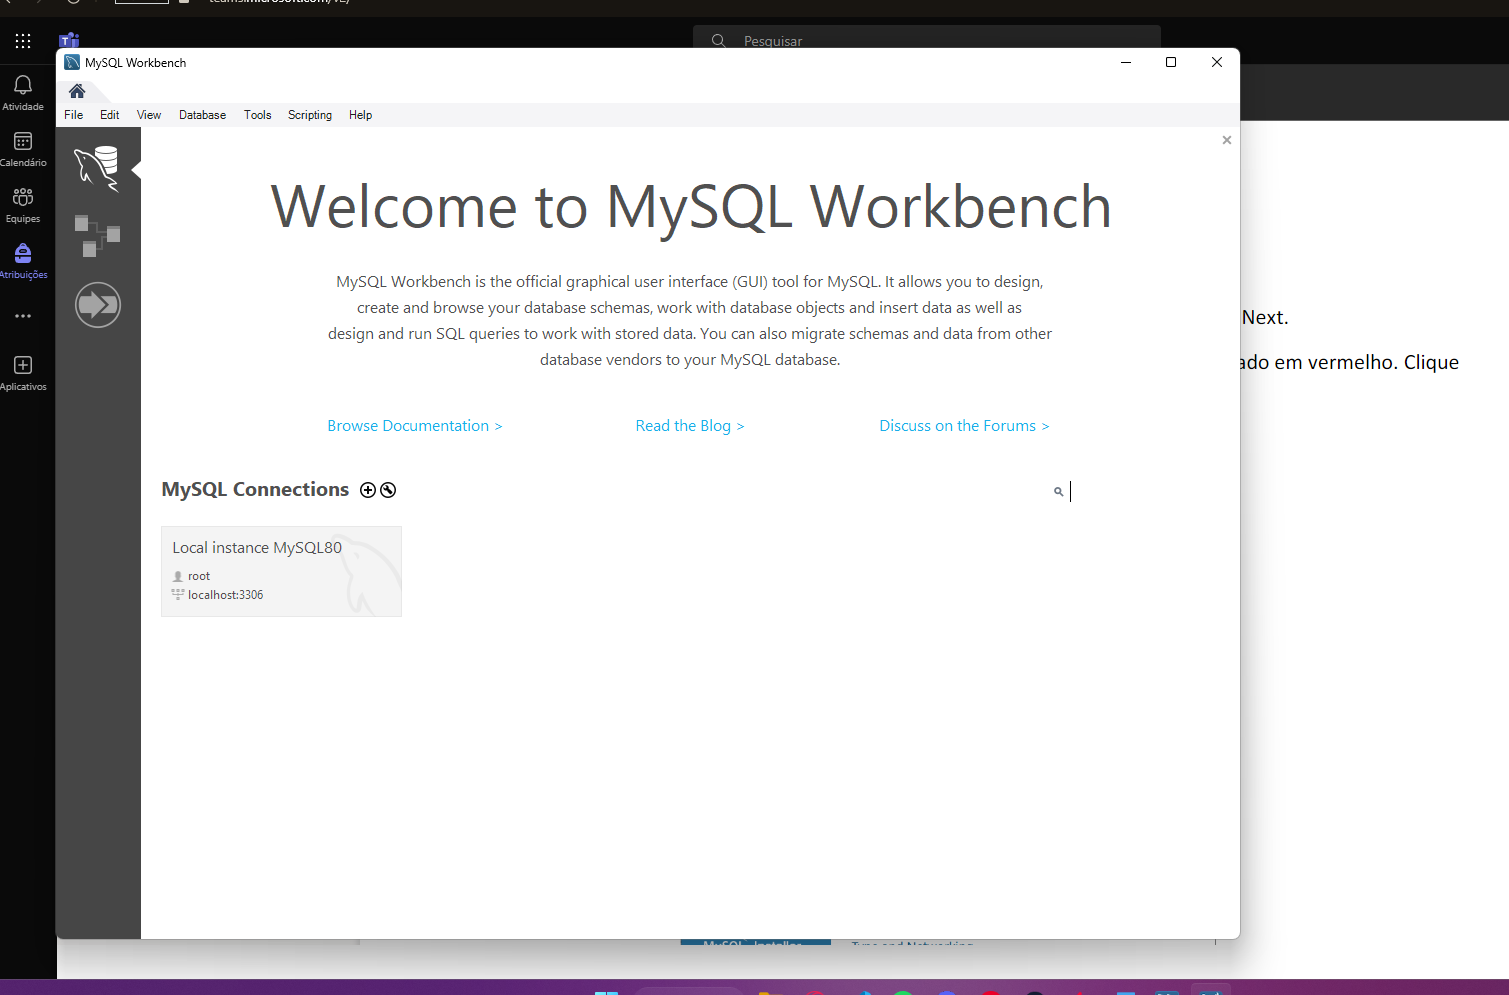 Pesquisar
MySQL Workbench
File Edit View Database Tools Scripting Help
Atividade
Calendário
Equipes
Atribuições
Aplicativos
Welcome to MySQL Workbench
MySQL Workbench is the official graphical user interface (GUI) tool for MySQL. It allows you to design,
create and browse your database schemas, work with database objects and insert data as well as
design and run SQL queries to work with stored data. You can also migrate schemas and data from other
database vendors to your MySQL database.
Next.
ado em vermelho. Clique
Browse Documentation > Read the Blog > Discuss on the Forums >
MySQL Connections
Local instance MySQL80
root
localhost:3306